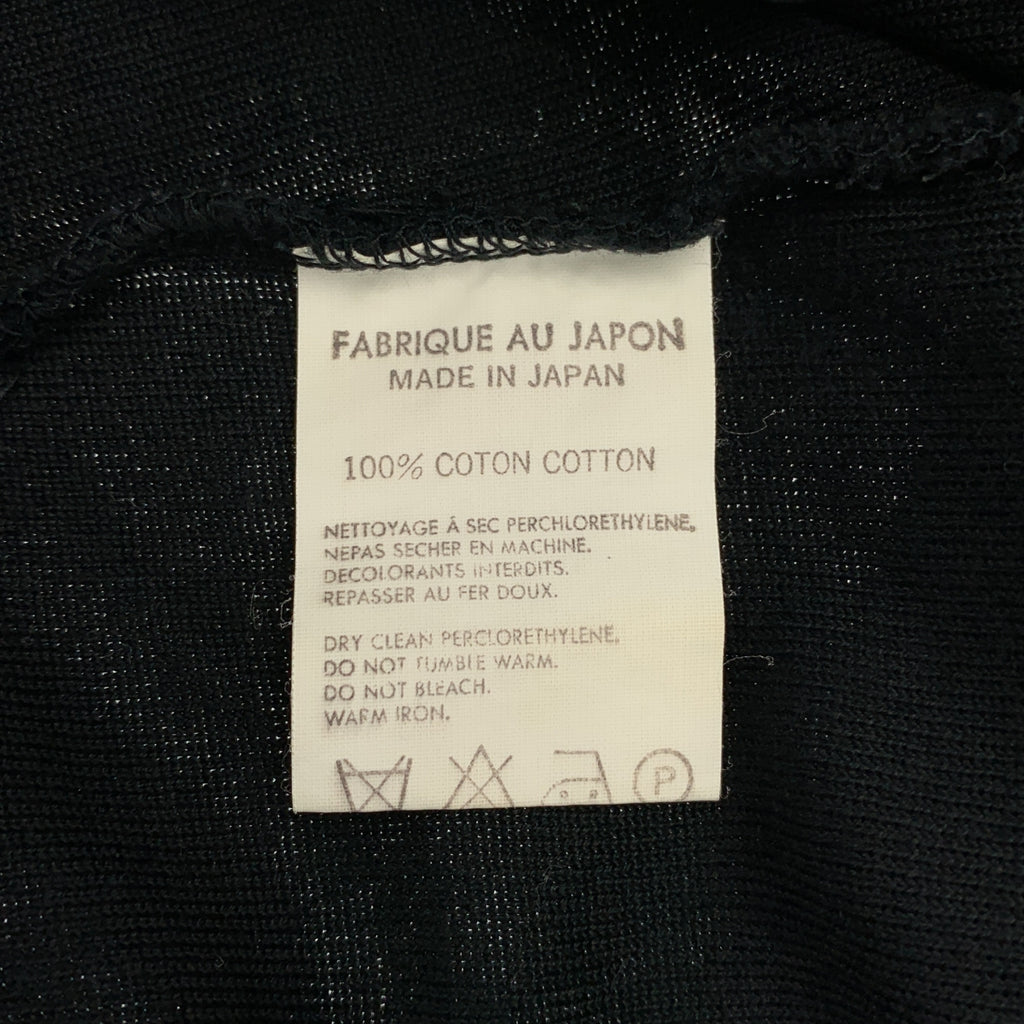 FABRIQUE AU JAPON
MADE IN JAPAN
100% COTON COTTON
NETTOYAGE À SEC PERCHLORETHYLENE.
NEPAS SECHER EN MACHINE.
DECOLORANTS INTERDITS.
REPASSER AU FER DOUX.
DRY CLEAN PERCLORETHYLENE.
DO NOT TUMBLE WARM.
DO NOT BLEACH.
WARM IRON.
P